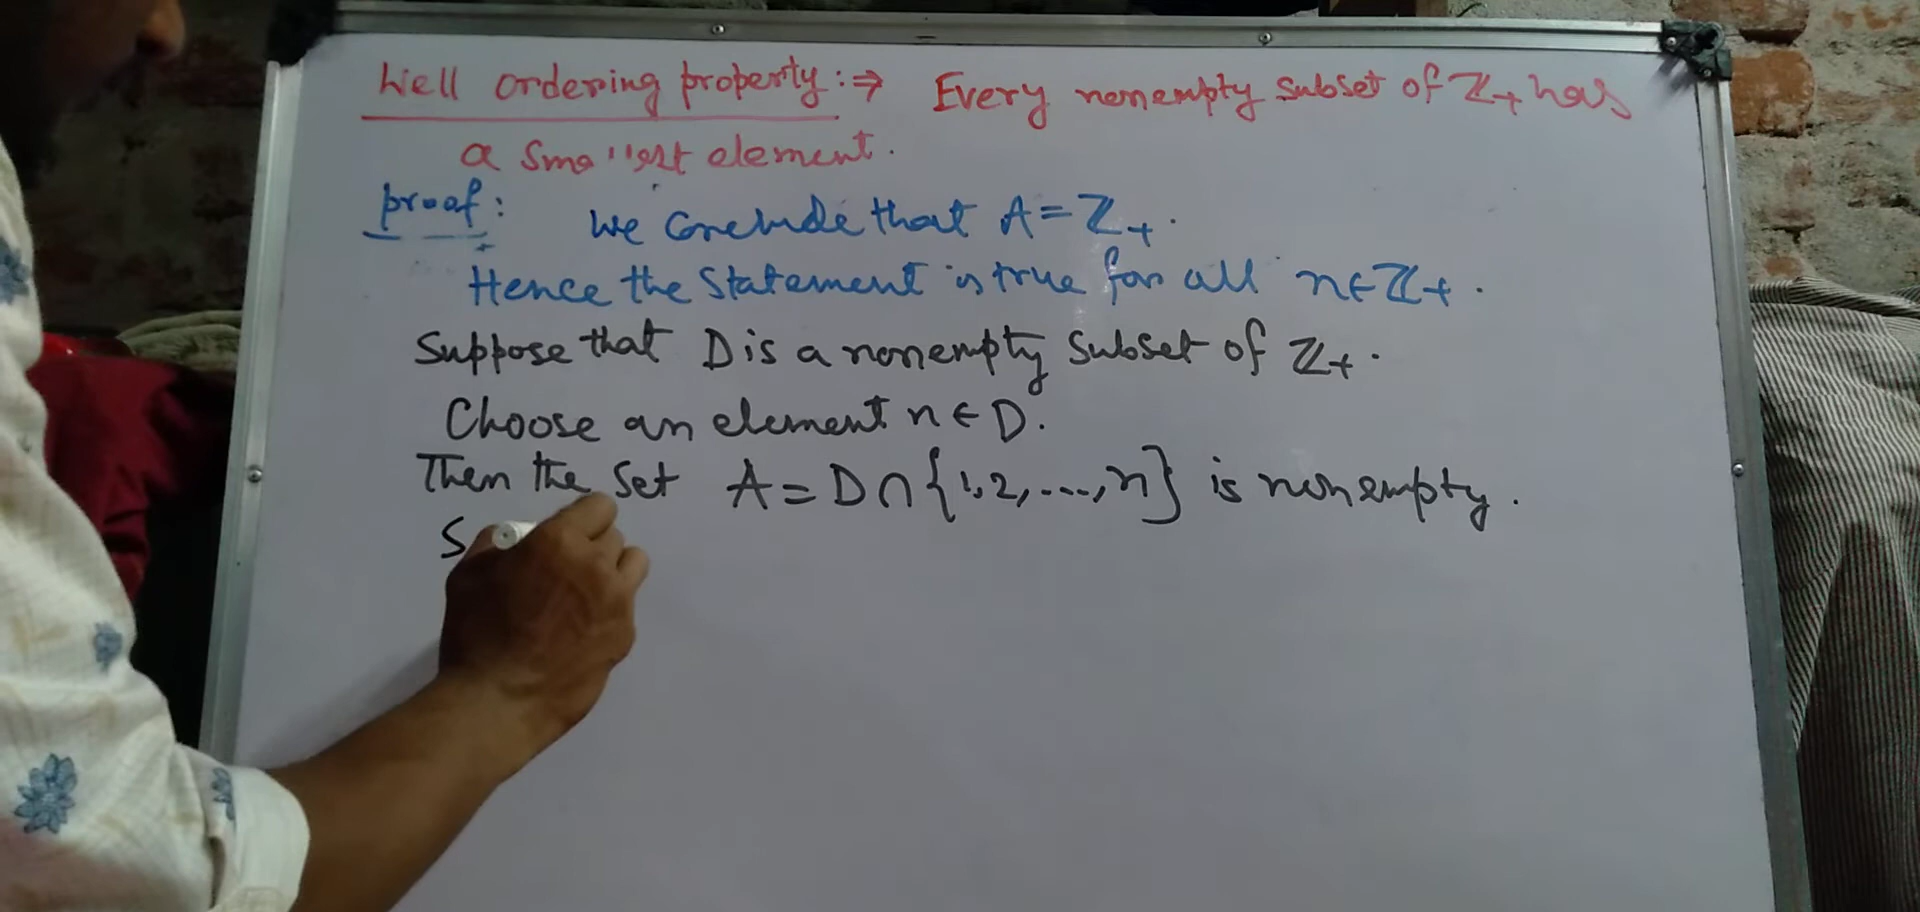 Well ordering property :⇒ Every nonempty subset of ℤ₊ has
a smallest element.
proof: We conclude that A = ℤ₊.
Hence the statement is true for all n∈ℤ₊.
Suppose that D is a nonempty subset of ℤ₊.
Choose an element n∈D.
Then the set A = D∩{1,2,...,n} is nonempty.
S